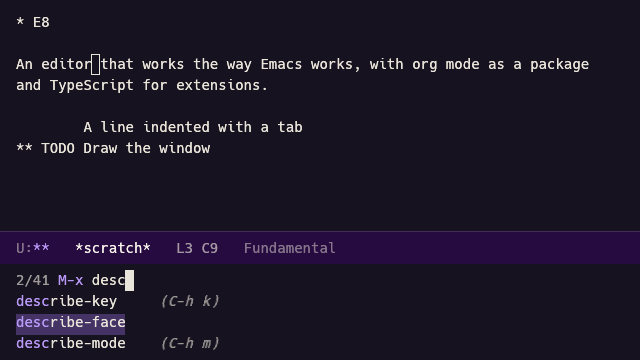 * E8
An editor that works the way Emacs works, with org mode as a package
and TypeScript for extensions.
A line indented with a tab
** TODO Draw the window
U:** *scratch* L3 C9 Fundamental
2/41 M-x desc
describe-key (C-h k)
describe-face
describe-mode (C-h m)